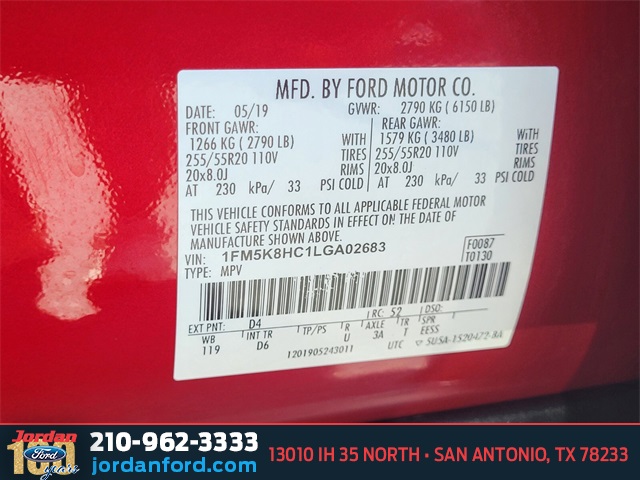 MFD. BY FORD MOTOR CO.
DATE: 05/19 GVWR: 2790 KG ( 6150 LB)
FRONT GAWR: REAR GAWR:
1266 KG ( 2790 LB) WITH 1579 KG ( 3480 LB) WITH
255/55R20 110V TIRES 255/55R20 110V TIRES
20x8.0J RIMS 20x8.0J RIMS
AT 230 kPa/ 33 PSI COLD AT 230 kPa/ 33 PSI COLD
THIS VEHICLE CONFORMS TO ALL APPLICABLE FEDERAL MOTOR
VEHICLE SAFETY STANDARDS IN EFFECT ON THE DATE OF
MANUFACTURE SHOWN ABOVE.
VIN: 1FM5K8HC1LGA02683 F0087
TYPE: MPV T0130
EXT PNT: D4 RC: 52 DSO:
WB INT TR TP/PS R AXLE TR SPR
119 D6 U 3A T EESS
1201905243011 UTC SU5A-1520472-BA
Jordan
Ford
100
years
210-962-3333
jordanford.com
13010 IH 35 NORTH • SAN ANTONIO, TX 78233